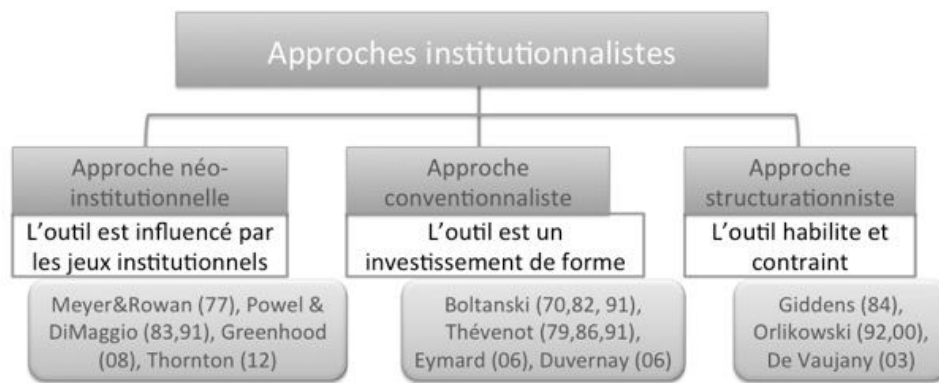 Approches institutionnalistes
Approche néo-
institutionnelle
L'outil est influencé par
les jeux institutionnels
Meyer&Rowan (77), Powel &
DiMaggio (83,91), Greenhood
(08), Thornton (12)
Approche
conventionnaliste
L'outil est un
investissement de forme
Boltanski (70,82, 91),
Thévenot (79,86,91),
Eymard (06), Duvernay (06)
Approche
structurationniste
L'outil habilite et
contraint
Giddens (84),
Orlikowski (92,00),
De Vaujany (03)